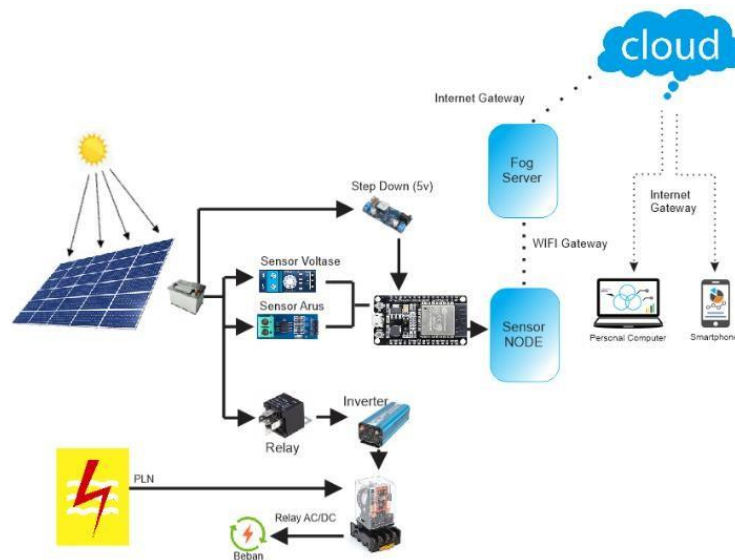 cloud
Internet Gateway
Fog
Server
Step Down (5v)
Internet
Gateway
WIFI Gateway
Sensor Voltase
Sensor Arus
Sensor
NODE
Personal Computer
Smartphone
Inverter
Relay
PLN
Relay AC/DC
Beban